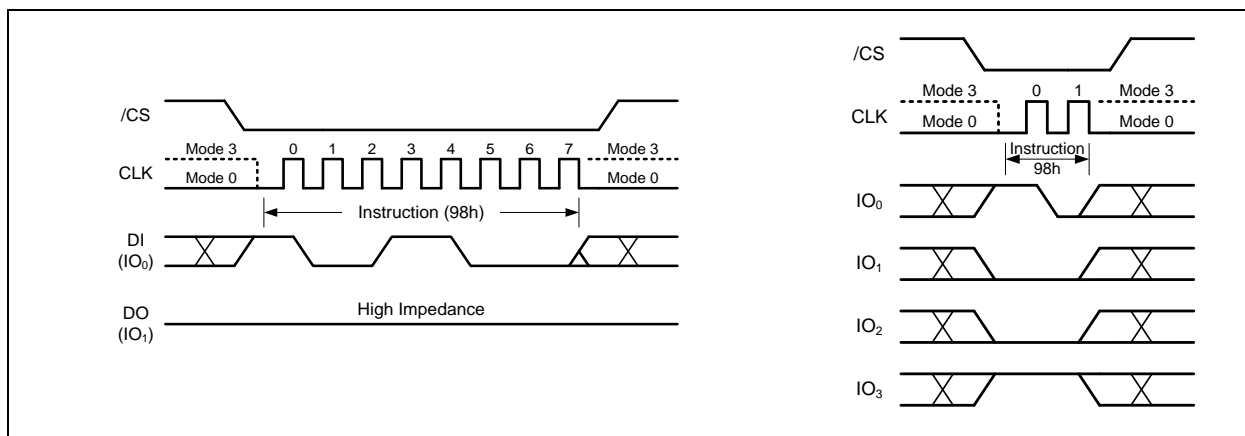 /CS
Mode 3 0 1 2 3 4 5 6 7 Mode 3
CLK
Mode 0 Mode 0
Instruction (98h)
DI
(IO₀)
High Impedance
DO
(IO₁)
/CS
Mode 3 0 1 Mode 3
CLK
Mode 0 Mode 0
Instruction
98h
IO₀
IO₁
IO₂
IO₃